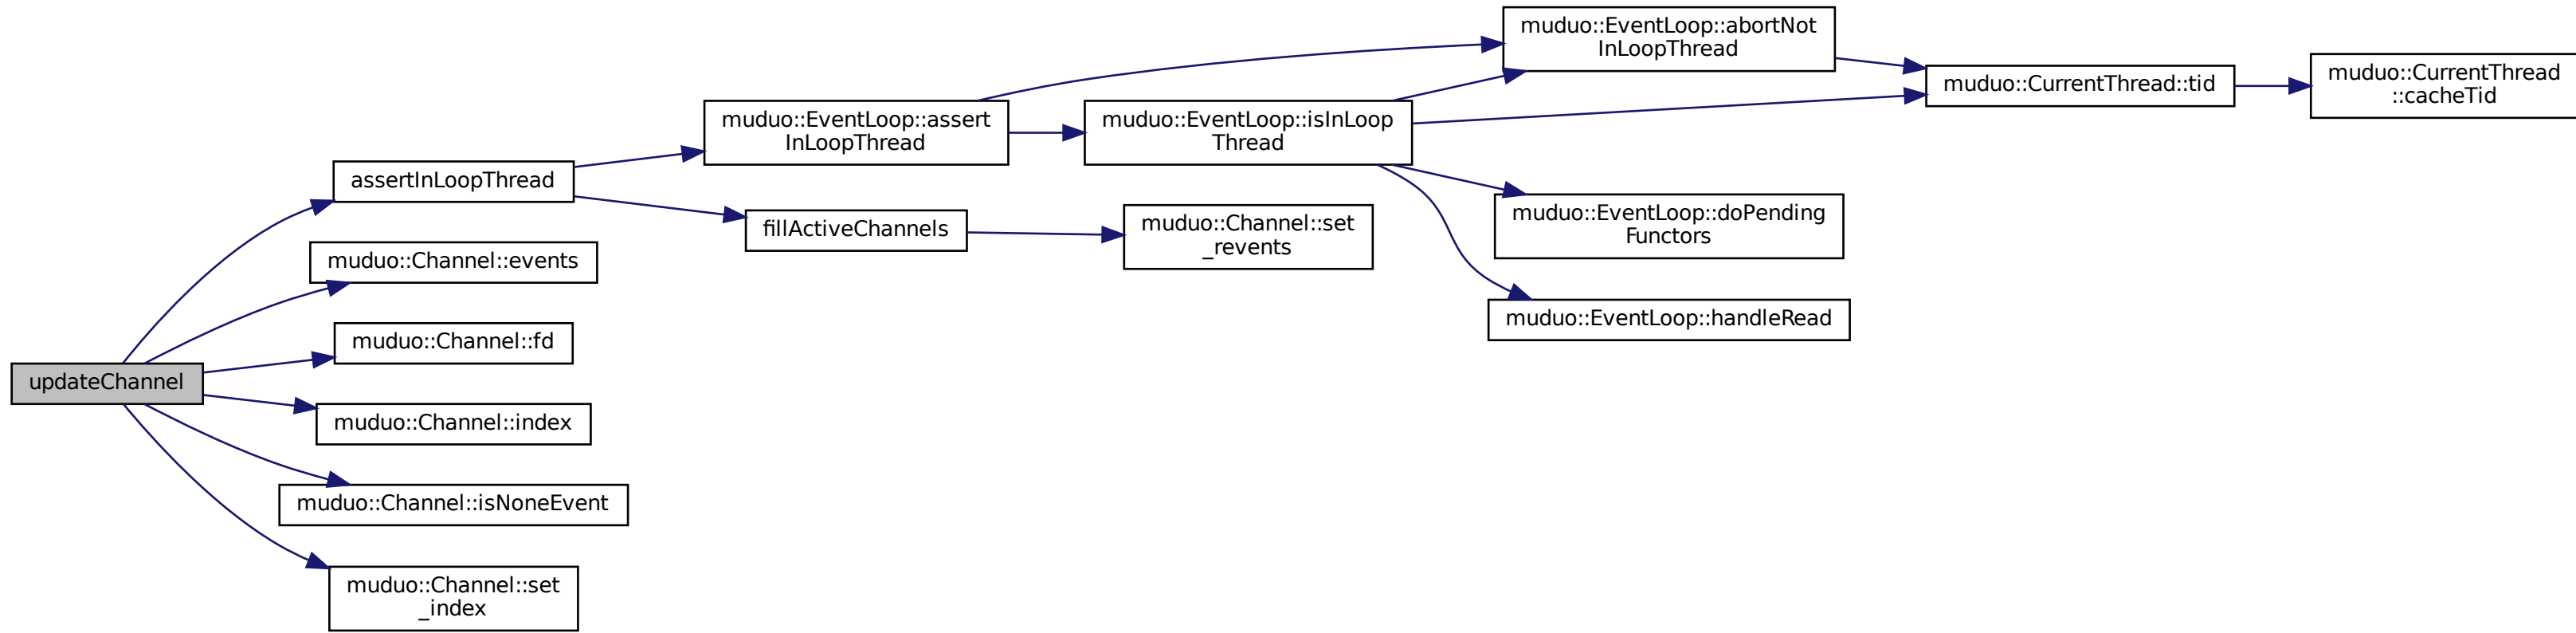 updateChannel
assertInLoopThread
muduo::Channel::events
muduo::Channel::fd
muduo::Channel::index
muduo::Channel::isNoneEvent
muduo::Channel::set
_index
muduo::EventLoop::assert
InLoopThread
fillActiveChannels
muduo::EventLoop::isInLoop
Thread
muduo::Channel::set
_revents
muduo::EventLoop::abortNot
InLoopThread
muduo::EventLoop::doPending
Functors
muduo::EventLoop::handleRead
muduo::CurrentThread::tid
muduo::CurrentThread
::cacheTid